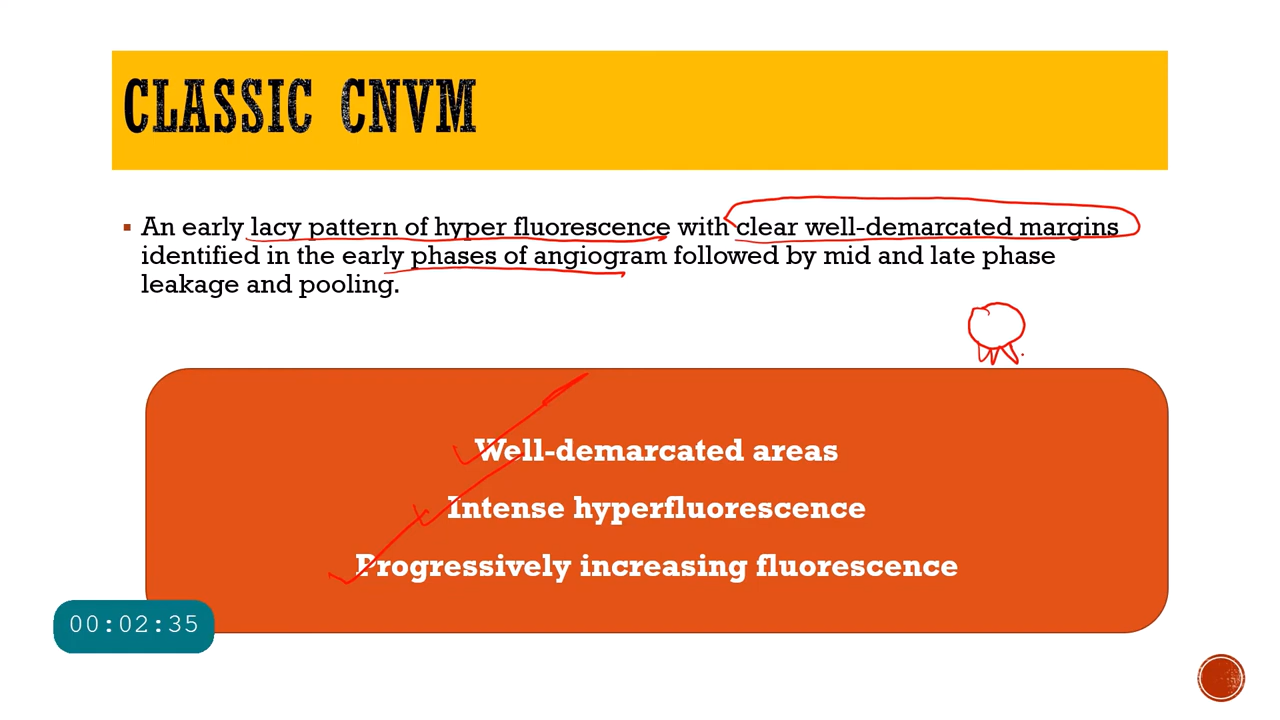 CLASSIC CNVM
An early lacy pattern of hyper fluorescence with clear well-demarcated margins
identified in the early phases of angiogram followed by mid and late phase
leakage and pooling.
Well-demarcated areas
Intense hyperfluorescence
Progressively increasing fluorescence
00:02:35